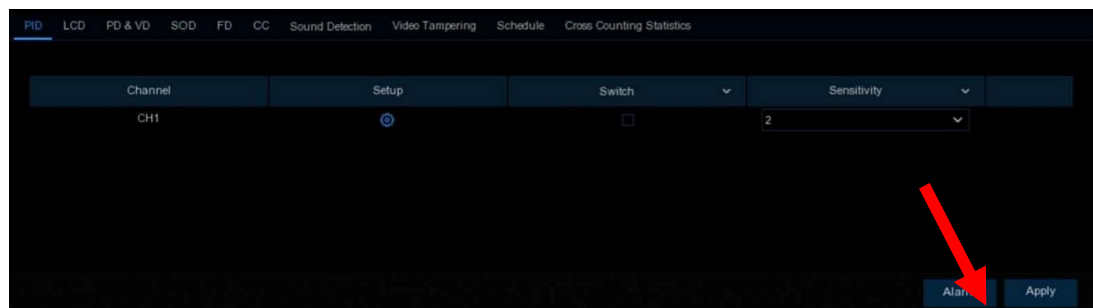 PID LCD PD & VD SOD FD CC Sound Detection Video Tampering Schedule Cross Counting Statistics
Channel Setup Switch Sensitivity
CH1 2
Apply